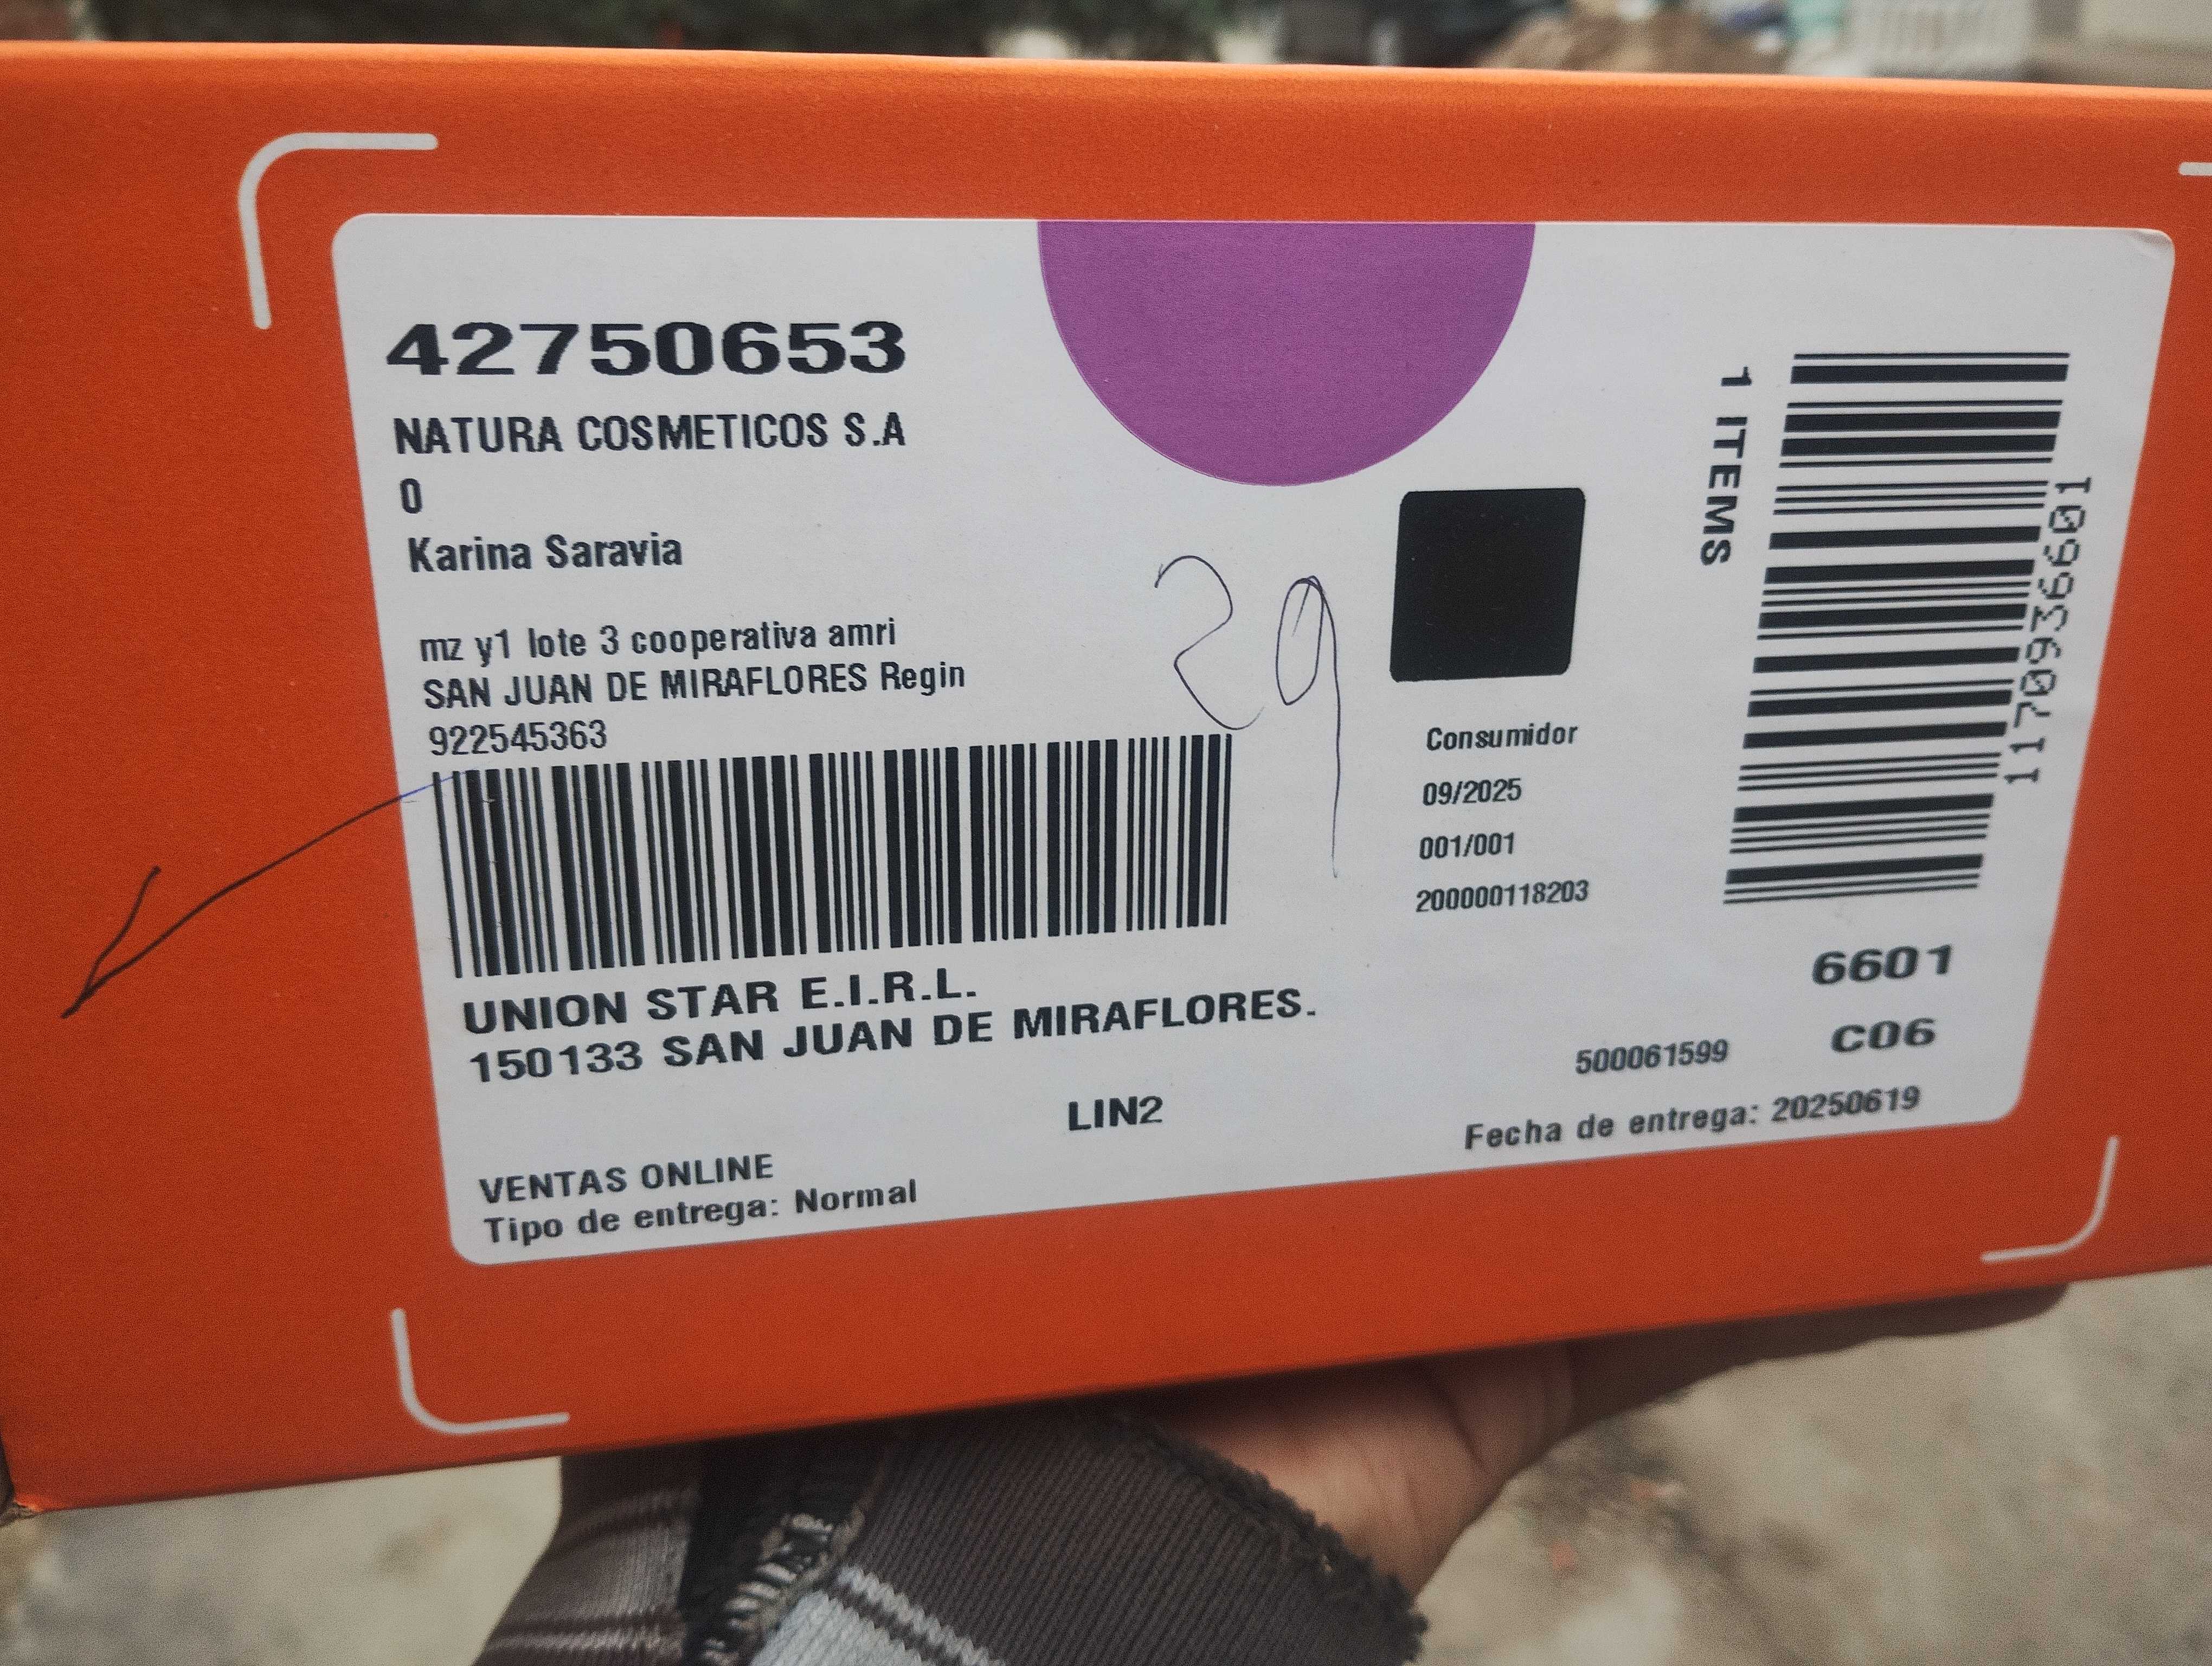 42750653
NATURA COSMETICOS S.A
0
Karina Saravia
mz y1 lote 3 cooperativa amri
SAN JUAN DE MIRAFLORES Regin
922545363
UNION STAR E.I.R.L.
150133 SAN JUAN DE MIRAFLORES.
LIN2
VENTAS ONLINE
Tipo de entrega: Normal
29
Consumidor
09/2025
001/001
200000118203
1 ITEMS
1170936601
6601
C06
500061599
Fecha de entrega: 20250619